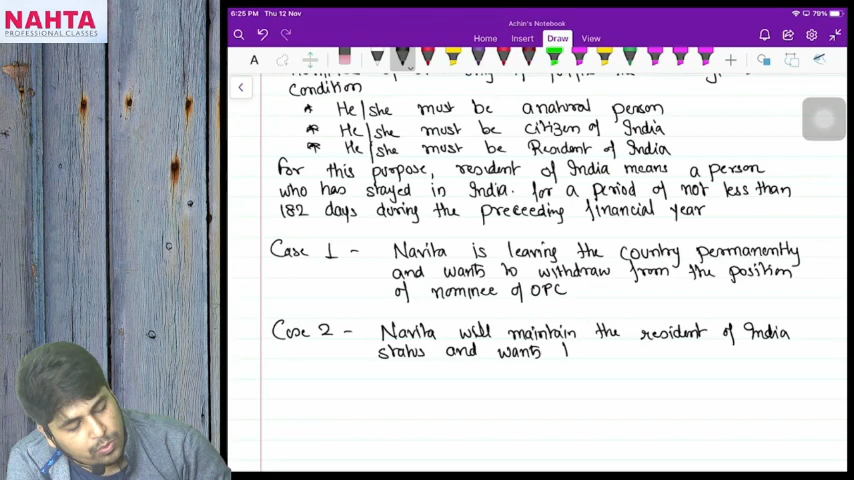 NAHTA
PROFESSIONAL CLASSES
6:25 PM Thu 12 Nov
79%
Achin's Notebook
Home Insert Draw View
A
condition
* He/she must be a natural person
* He/she must be citizen of India
* He/she must be Resident of India
For this purpose, resident of India means a person
who has stayed in India. for a period of not less than
182 days during the preceeding financial year
Case 1 - Navita is leaving the country permanently
and wants to withdraw from the position
of nominee of OPC
Case 2 - Navita will maintain the resident of India
status and wants